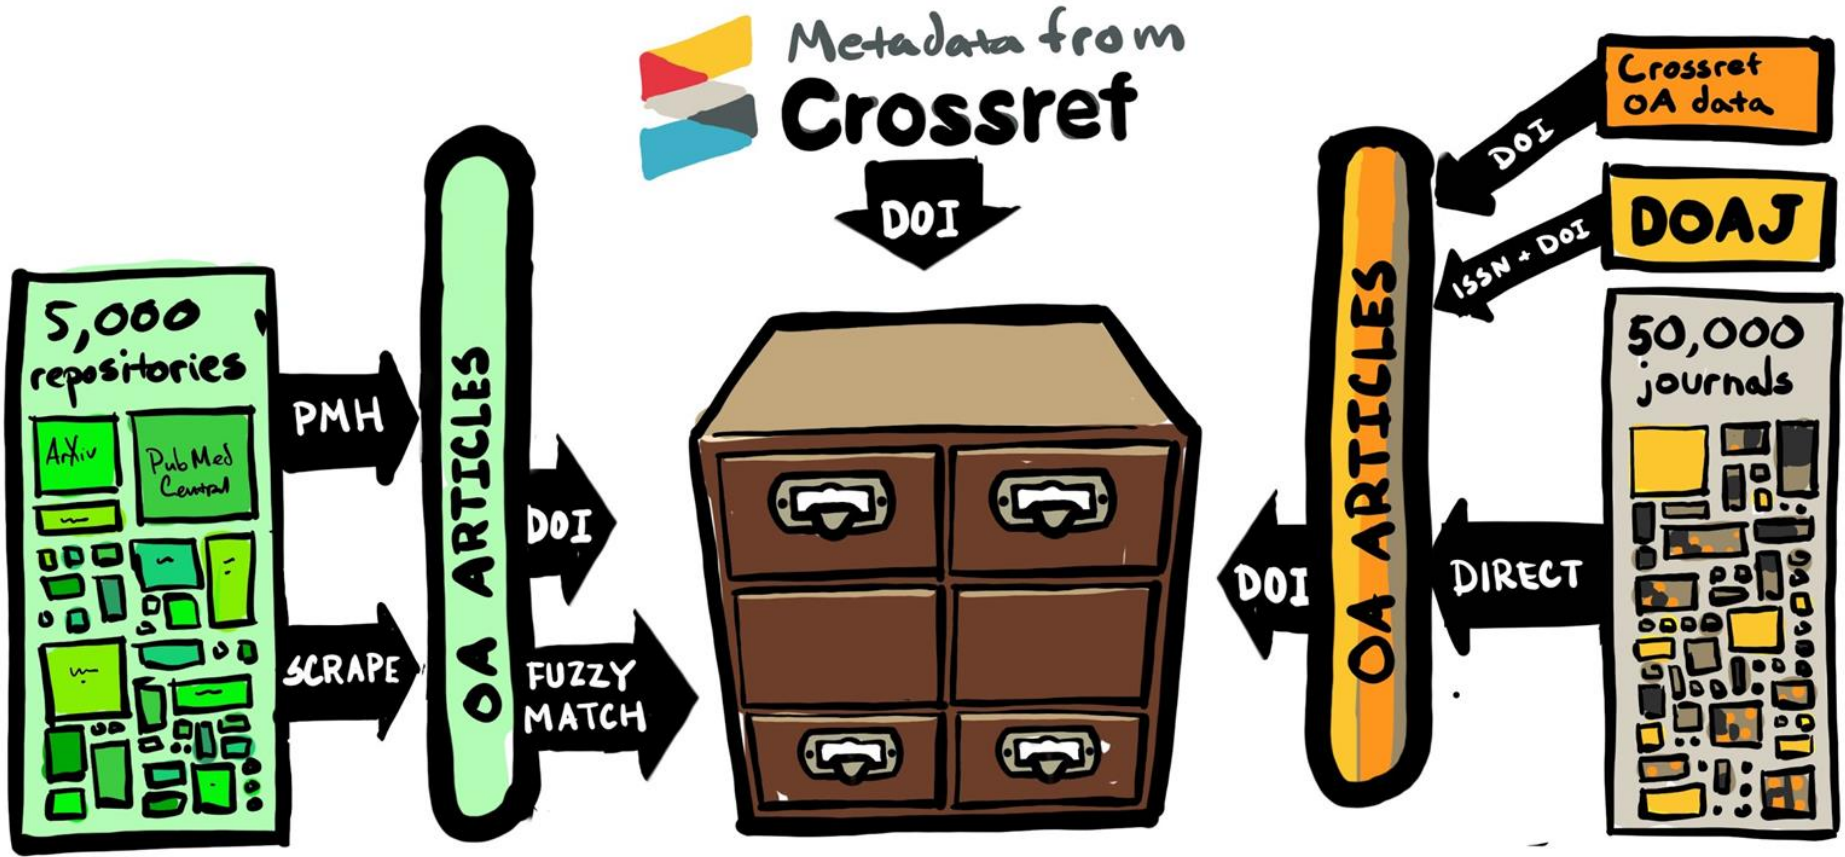 Metadata from
Crossref
DOI
5,000
repositories
ArXiv
PubMed
Central
PMH
SCRAPE
OA ARTICLES
DOI
FUZZY
MATCH
Crossref
OA data
DOI
DOAJ
ISSN + DOI
50,000
journals
DIRECT
OA ARTICLES
DOI